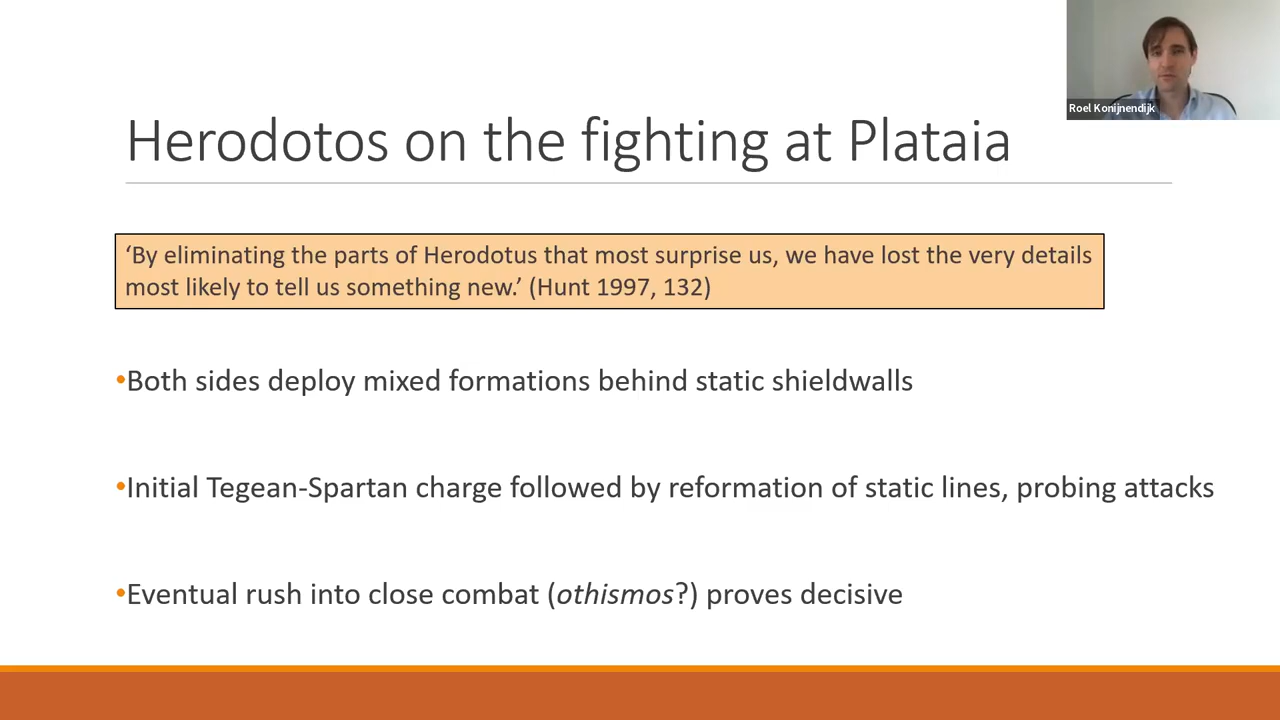 Roel Konijnendijk
Herodotos on the fighting at Plataia
‘By eliminating the parts of Herodotus that most surprise us, we have lost the very details
most likely to tell us something new.’ (Hunt 1997, 132)
•Both sides deploy mixed formations behind static shieldwalls
•Initial Tegean-Spartan charge followed by reformation of static lines, probing attacks
•Eventual rush into close combat (othismos?) proves decisive